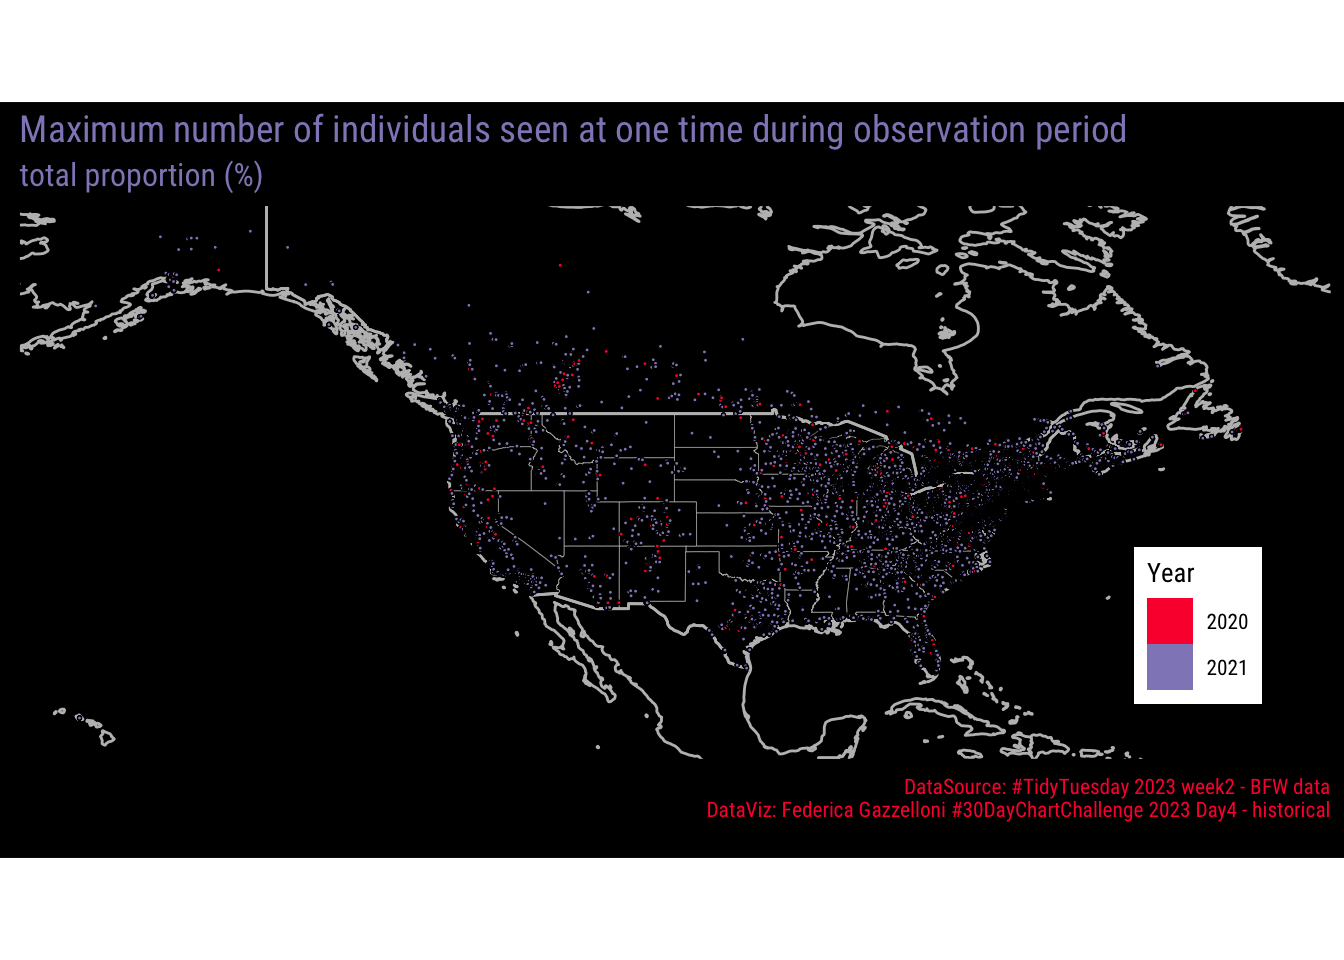 Maximum number of individuals seen at one time during observation period
total proportion (%)
Year
2020
2021
DataSource: #TidyTuesday 2023 week2 - BFW data
DataViz: Federica Gazzelloni #30DayChartChallenge 2023 Day4 - historical